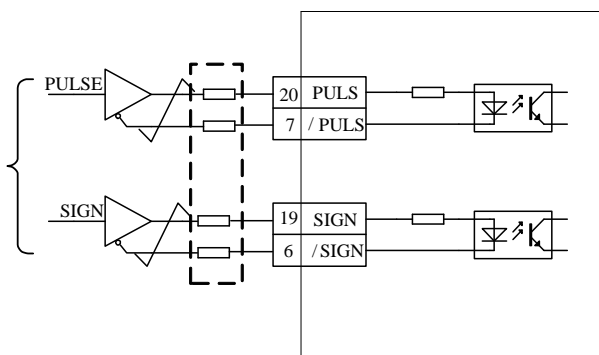 PULSE
20 PULS
7 / PULS
SIGN
19 SIGN
6 / SIGN